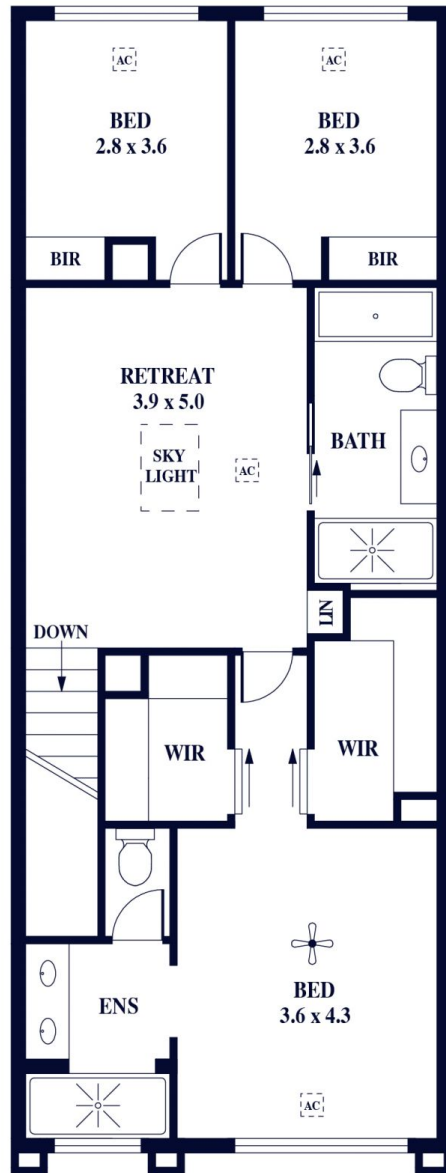 AC
AC
BED
2.8 x 3.6
BED
2.8 x 3.6
BIR
BIR
RETREAT
3.9 x 5.0
SKY
LIGHT
AC
BATH
LIN
DOWN
WIR
WIR
ENS
BED
3.6 x 4.3
AC